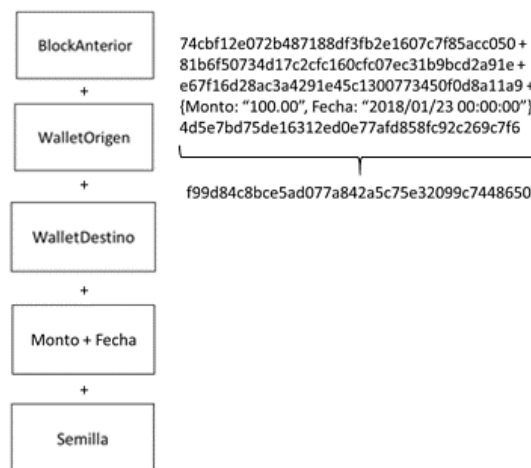 BlockAnterior
+
WalletOrigen
+
WalletDestino
+
Monto + Fecha
+
Semilla
74cbf12e072b487188df3fb2e1607c7f85acc050 +
81b6f50734d17c2cfc160cfc07ec31b9bcd2a91e +
e67f16d28ac3a4291e45c1300773450f0d8a11a9 +
{Monto: “100.00”, Fecha: “2018/01/23 00:00:00”}
4d5e7bd75de16312ed0e77afd858fc92c269c7f6
f99d84c8bce5ad077a842a5c75e32099c7448650